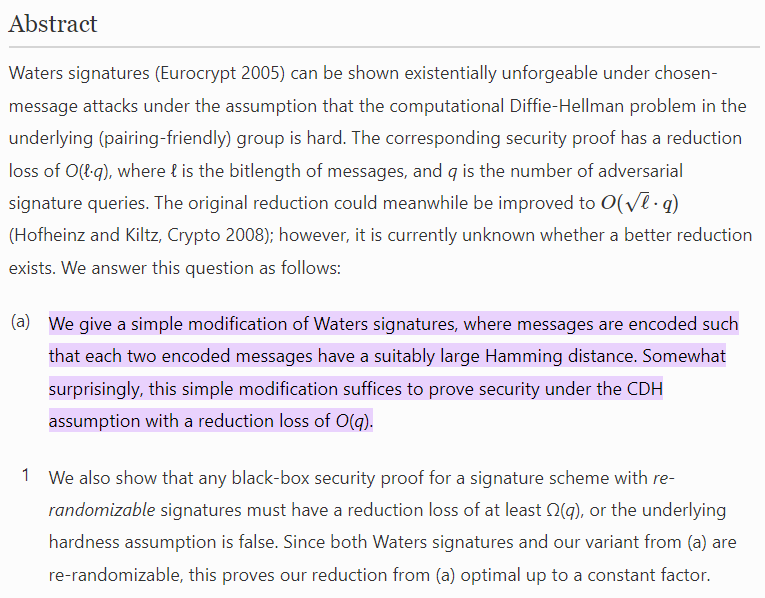 Abstract
Waters signatures (Eurocrypt 2005) can be shown existentially unforgeable under chosen-
message attacks under the assumption that the computational Diffie-Hellman problem in the
underlying (pairing-friendly) group is hard. The corresponding security proof has a reduction
loss of O(ℓ·q), where ℓ is the bitlength of messages, and q is the number of adversarial
signature queries. The original reduction could meanwhile be improved to O(√ℓ · q)
(Hofheinz and Kiltz, Crypto 2008); however, it is currently unknown whether a better reduction
exists. We answer this question as follows:
(a) We give a simple modification of Waters signatures, where messages are encoded such
that each two encoded messages have a suitably large Hamming distance. Somewhat
surprisingly, this simple modification suffices to prove security under the CDH
assumption with a reduction loss of O(q).
1 We also show that any black-box security proof for a signature scheme with re-
randomizable signatures must have a reduction loss of at least Ω(q), or the underlying
hardness assumption is false. Since both Waters signatures and our variant from (a) are
re-randomizable, this proves our reduction from (a) optimal up to a constant factor.